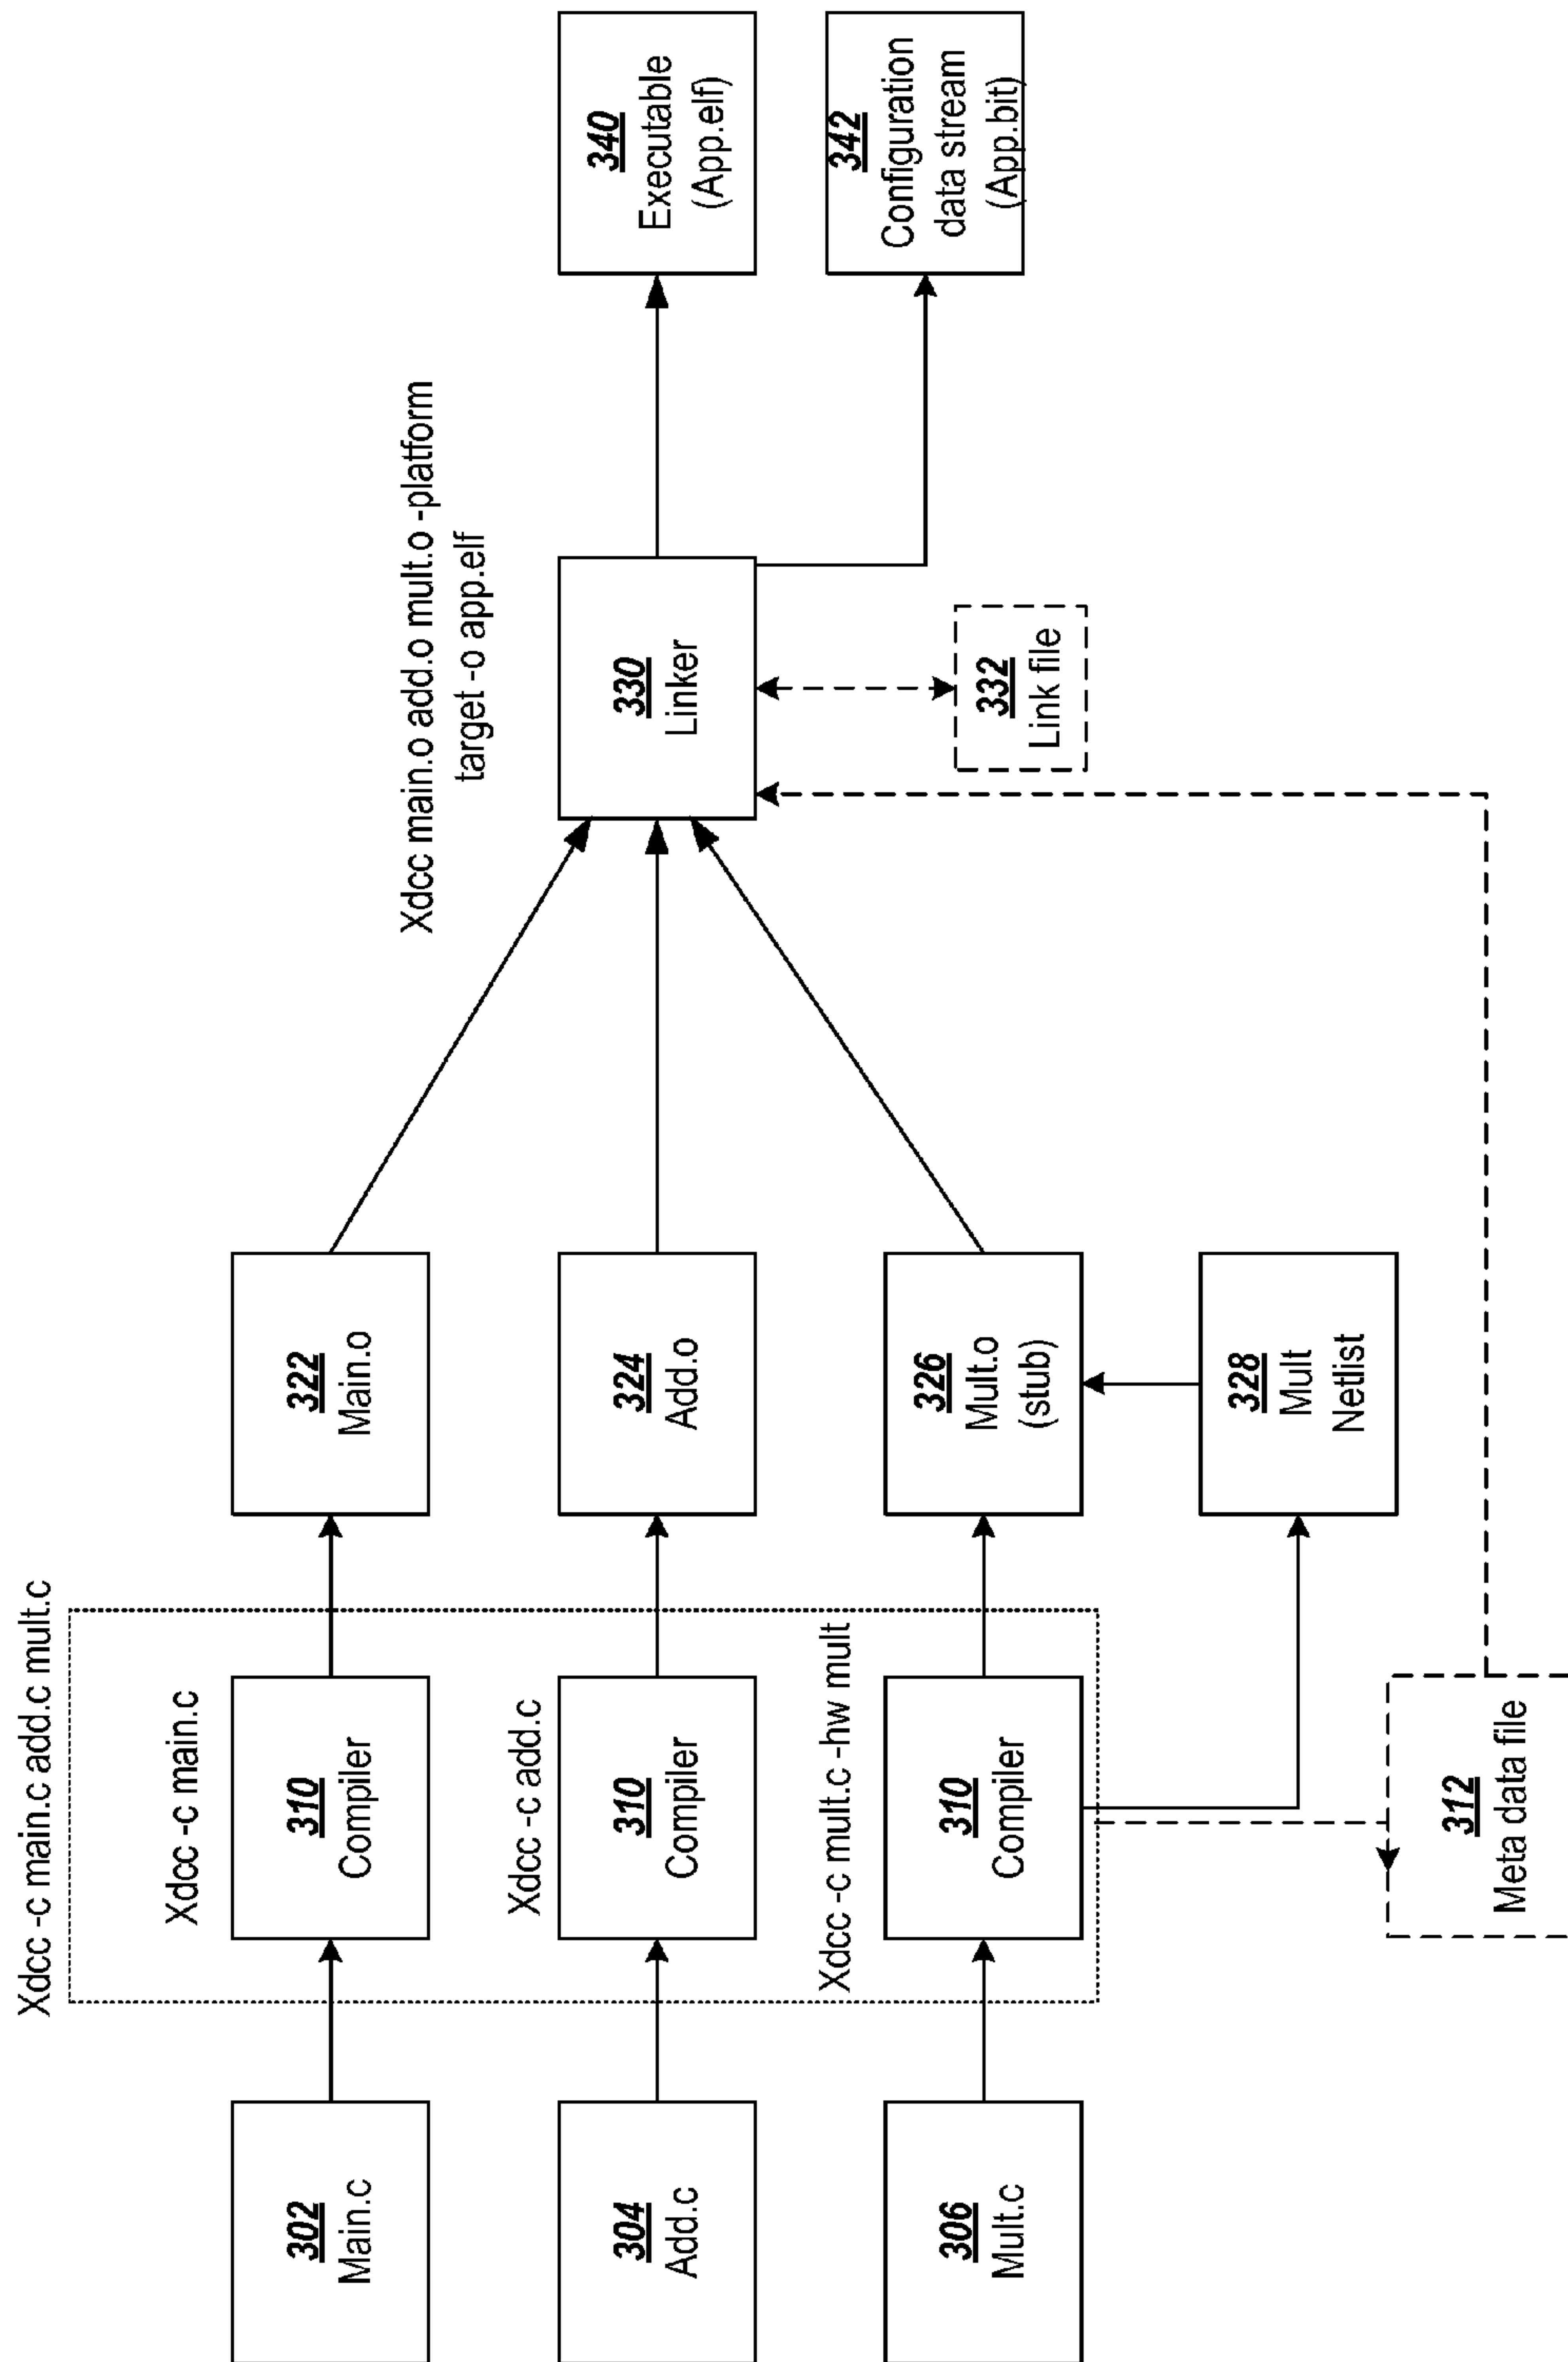 Xdcc -c main.c add.c mult.c
302
Main.c
Xdcc -c main.c
310
Compiler
322
Main.o
304
Add.c
Xdcc -c add.c
310
Compiler
324
Add.o
306
Mult.c
Xdcc -c mult.c -hw mult
310
Compiler
326
Mult.o
(stub)
328
Mult
Netlist
312
Meta data file
Xdcc main.o add.o mult.o -platform
target -o app.elf
330
Linker
332
Link file
340
Executable
(App.elf)
342
Configuration
data stream
(App.bit)